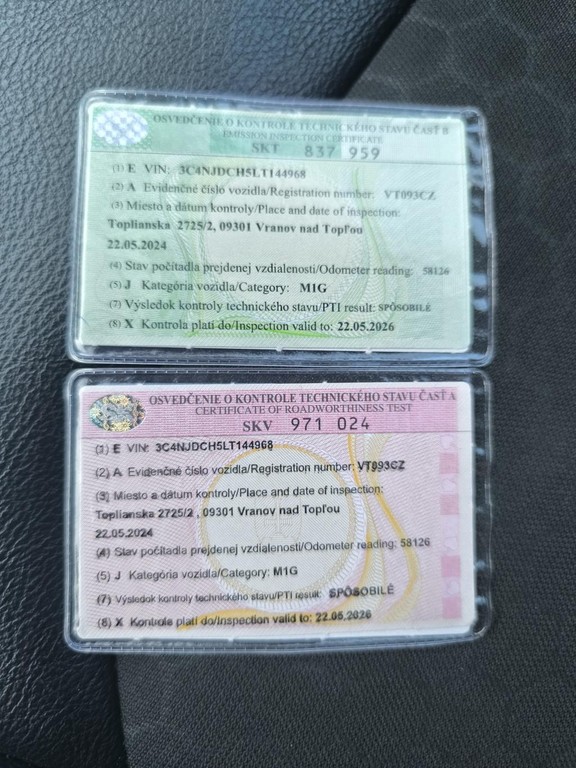 OSVEDČENIE O KONTROLE TECHNICKÉHO STAVU ČASŤ B
EMISSION INSPECTION CERTIFICATE
SKT 837 959
(1) E VIN: 3C4NJDCH5LT144968
(2) A Evidenčné číslo vozidla/Registration number: VT093CZ
(3) Miesto a dátum kontroly/Place and date of inspection:
Toplianska 2725/2, 09301 Vranov nad Topľou
22.05.2024
(4) Stav počítadla prejdenej vzdialenosti/Odometer reading: 58126
(5) J Kategória vozidla/Category: M1G
(7) Výsledok kontroly technického stavu/PTI result: SPÔSOBILÉ
(8) X Kontrola platí do/Inspection valid to: 22.05.2026
OSVEDČENIE O KONTROLE TECHNICKÉHO STAVU ČASŤ A
CERTIFICATE OF ROADWORTHINESS TEST
SKV 971 024
(1) E VIN: 3C4NJDCH5LT144968
(2) A Evidenčné číslo vozidla/Registration number: VT093CZ
(3) Miesto a dátum kontroly/Place and date of inspection:
Toplianska 2725/2 , 09301 Vranov nad Topľou
22.05.2024
(4) Stav počítadla prejdenej vzdialenosti/Odometer reading: 58126
(5) J Kategória vozidla/Category: M1G
(7) Výsledok kontroly technického stavu/PTI result: SPÔSOBILÉ
(8) X Kontrola platí do/Inspection valid to: 22.05.2026